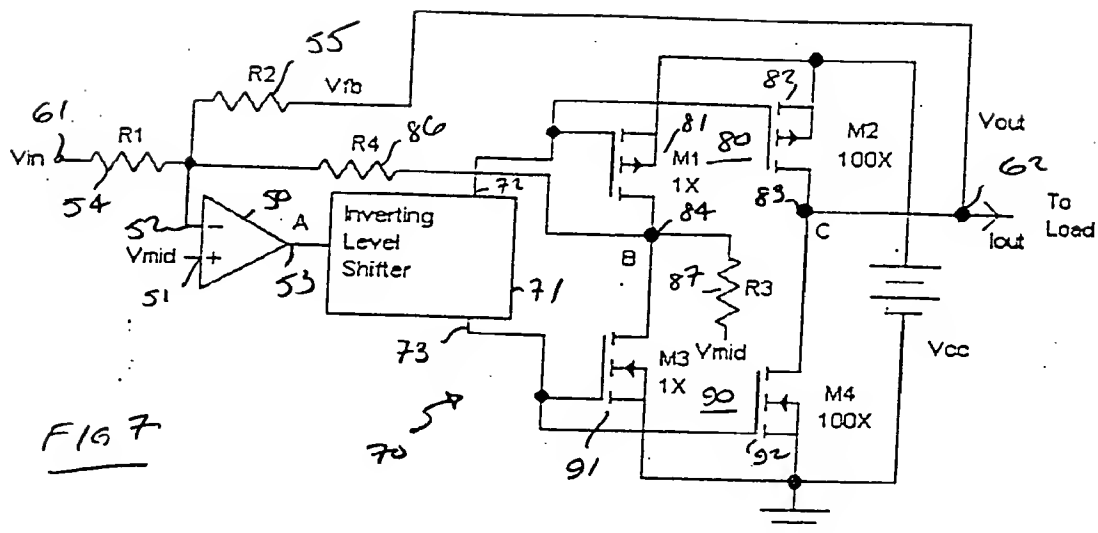 55
R2
Vfb
61
R1
86
R4
Vin
54
52
50
A
Vmid
51
53
Inverting
Level
Shifter
72
71
73
82
81
80
M1
1X
M2
100X
Vout
62
83
84
C
B
To
Load
Iout
87
R3
Vmid
Vcc
M3
1X
90
M4
100X
92
91
70
FIG 7